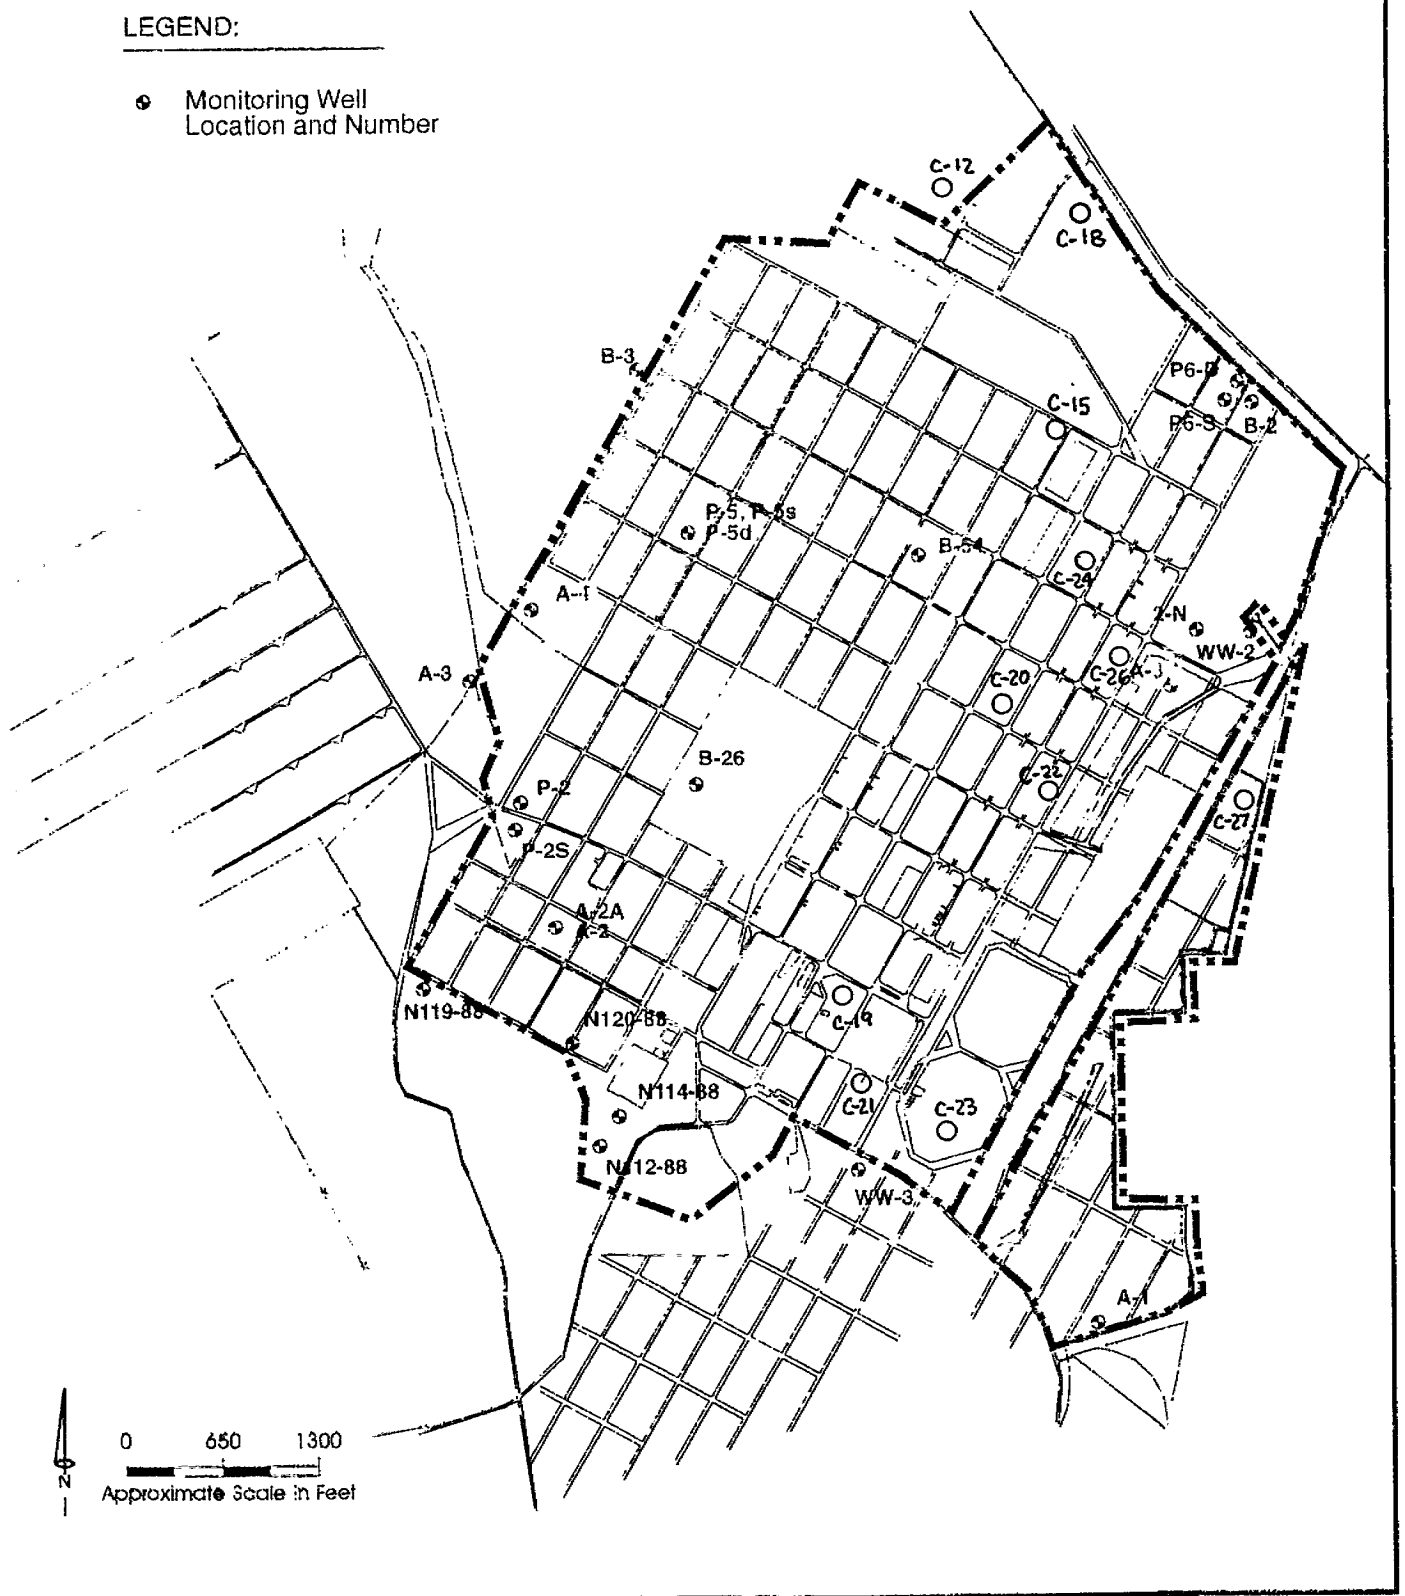 LEGEND:
Monitoring Well
Location and Number
C-12
C-18
B-3
P6-D
C-15
P6-S
B-2
P-5, P-5s
P-5d
B-54
C-24
2-N
WW-2
A-3
C-26
C-20
B-26
C-22
P-2
C-27
P-2S
A-2A
A-2
N119-88
N120-88
C-19
N114-88
C-21
C-23
N112-88
WW-3
A-1
0 650 1300
N
Approximate Scale in Feet